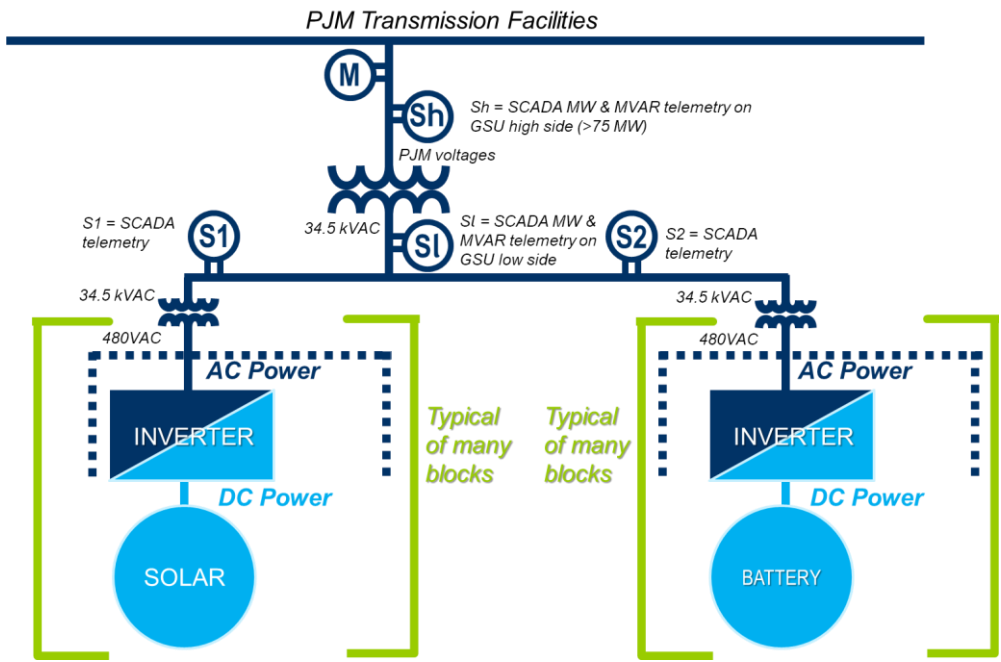 PJM Transmission Facilities
M
Sh
Sh = SCADA MW & MVAR telemetry on
GSU high side (>75 MW)
PJM voltages
34.5 kVAC
Sl
Sl = SCADA MW &
MVAR telemetry on
GSU low side
S1 = SCADA
telemetry
S1
S2
S2 = SCADA
telemetry
34.5 kVAC
480VAC
AC Power
INVERTER
DC Power
SOLAR
Typical
of many
blocks
Typical
of many
blocks
34.5 kVAC
480VAC
AC Power
INVERTER
DC Power
BATTERY